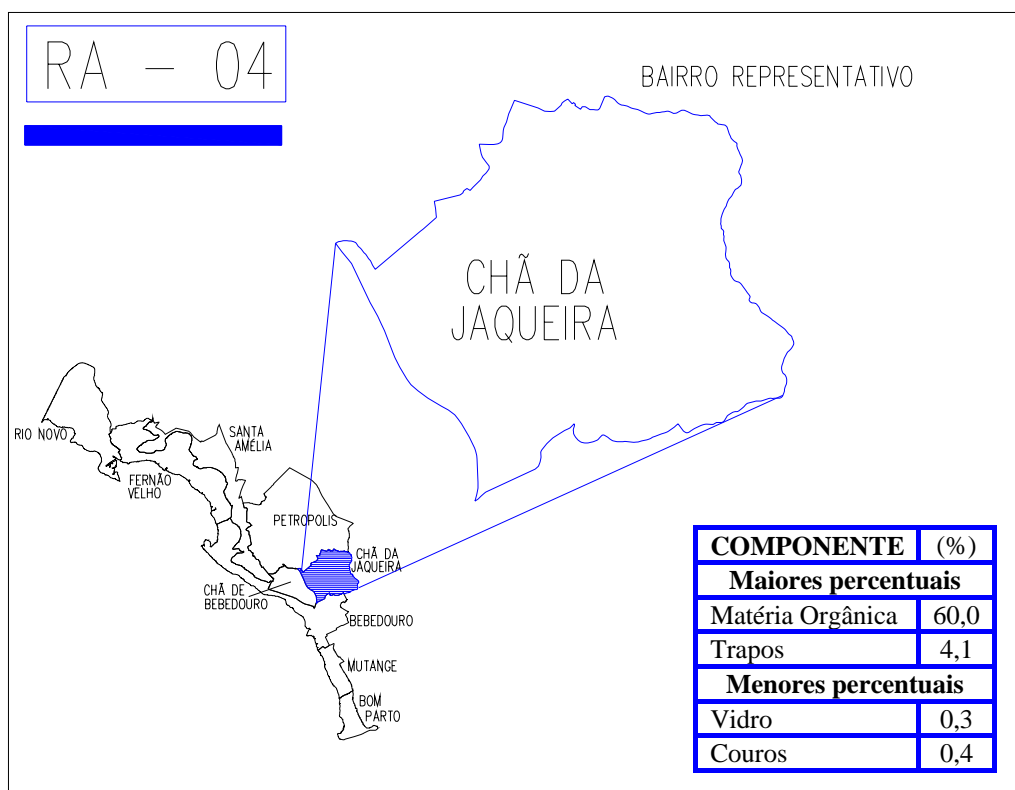 RA - 04
BAIRRO REPRESENTATIVO
CHÃ DA
JAQUEIRA
RIO NOVO
SANTA
AMÉLIA
FERNÃO
VELHO
PETROPOLIS
CHÃ DA
JAQUEIRA
CHÃ DE
BEBEDOURO
BEBEDOURO
MUTANGE
BOM
PARTO
COMPONENTE (%)
Maiores percentuais
Matéria Orgânica 60,0
Trapos 4,1
Menores percentuais
Vidro 0,3
Couros 0,4